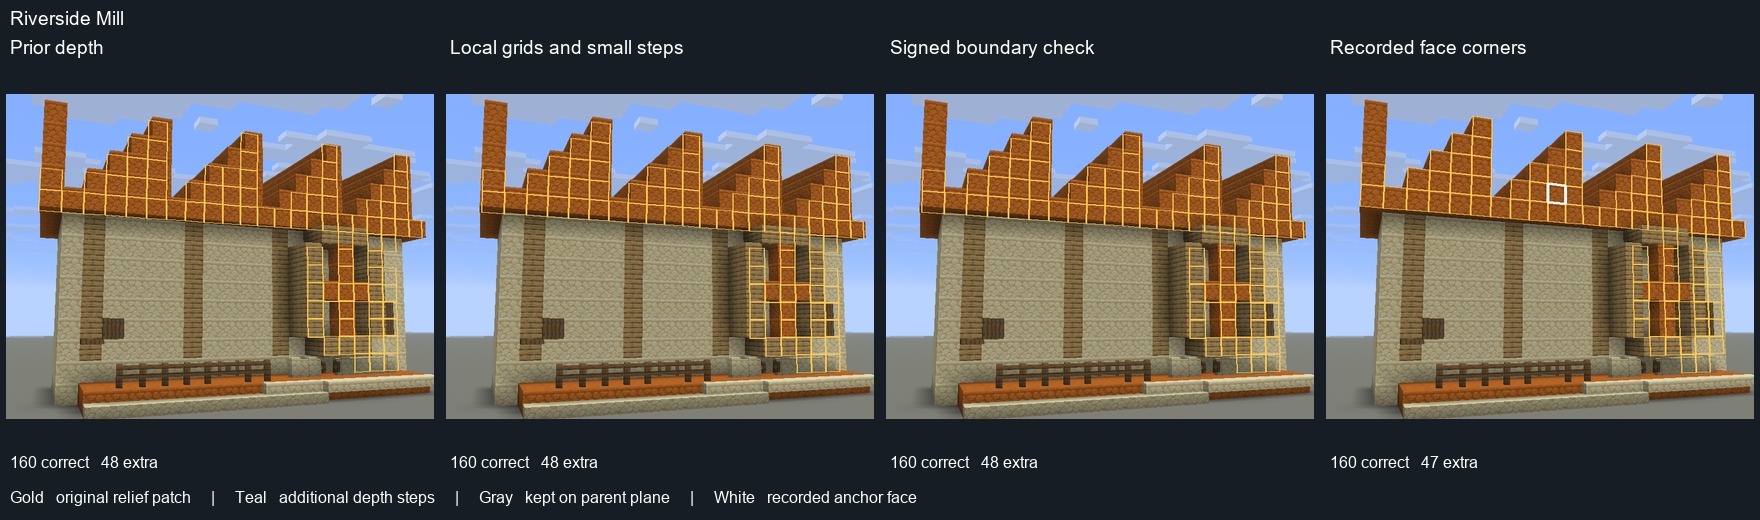 Riverside Mill
Prior depth
Local grids and small steps
Signed boundary check
Recorded face corners
160 correct   48 extra
160 correct   48 extra
160 correct   48 extra
160 correct   47 extra
Gold   original relief patch   |   Teal   additional depth steps   |   Gray   kept on parent plane   |   White   recorded anchor face